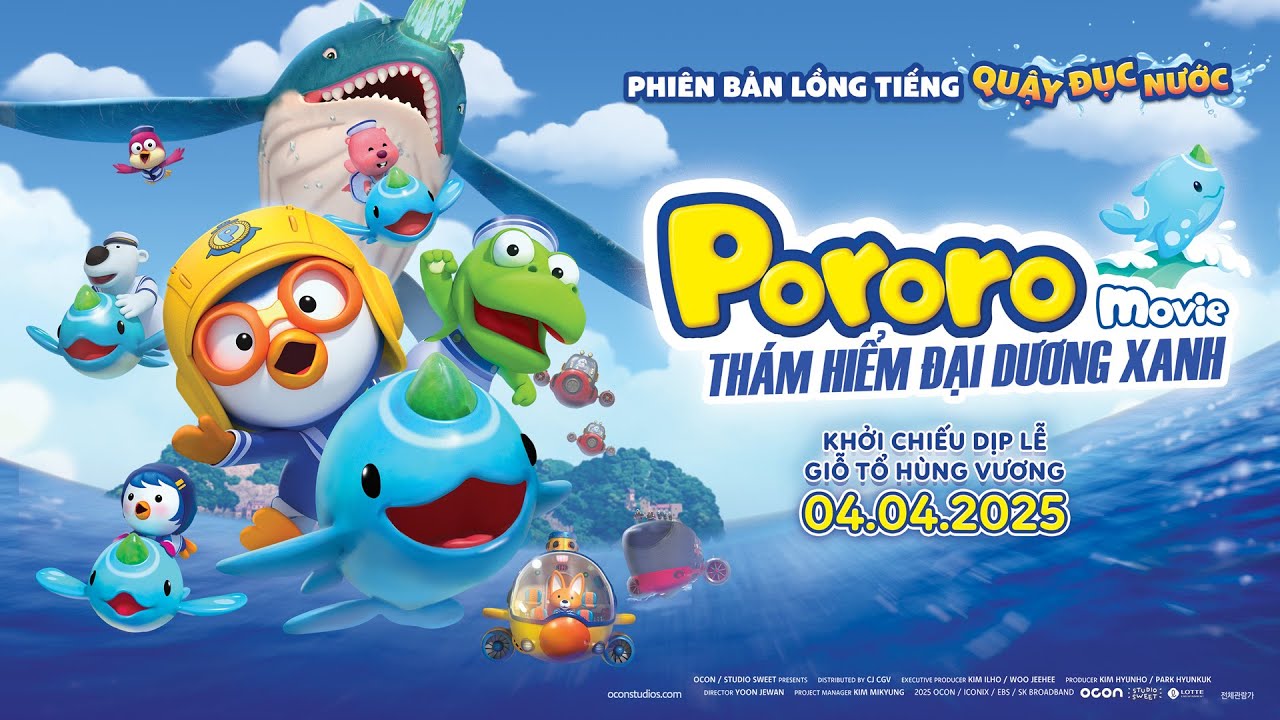 PHIÊN BẢN LỒNG TIẾNG QUẬY ĐỤC NƯỚC
Pororo
movie
THÁM HIỂM ĐẠI DƯƠNG XANH
KHỞI CHIẾU DỊP LỄ
GIỖ TỔ HÙNG VƯƠNG
04.04.2025
OCON / STUDIO SWEET PRESENTS DISTRIBUTED BY CJ CGV EXECUTIVE PRODUCER KIM ILHO / WOO JEEHEE PRODUCER KIM HYUNHO / PARK HYUNKUK
oconstudios.com DIRECTOR YOON JEWAN PROJECT MANAGER KIM MIKYUNG 2025 OCON / ICONIX / EBS / SK BROADBAND OCON STUDIO SWEET LOTTE 전체관람가